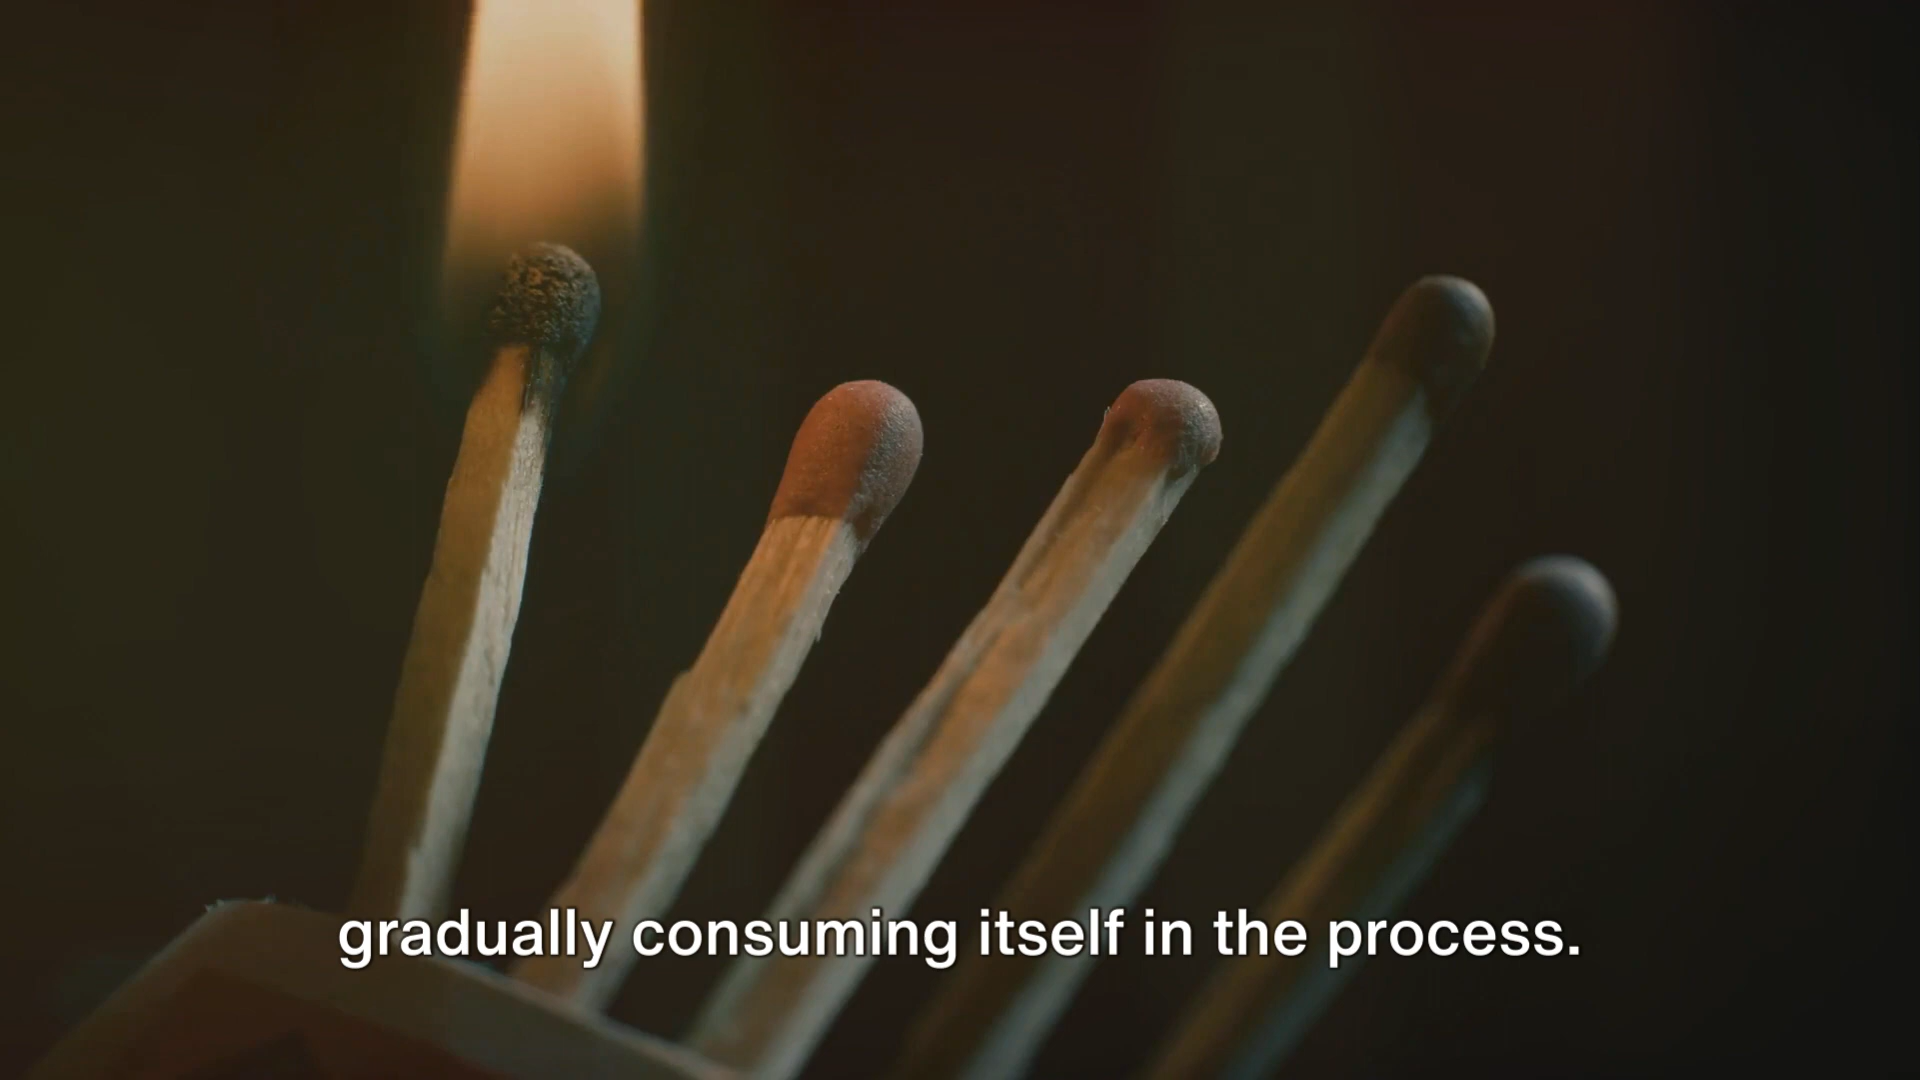 gradually consuming itself in the process.